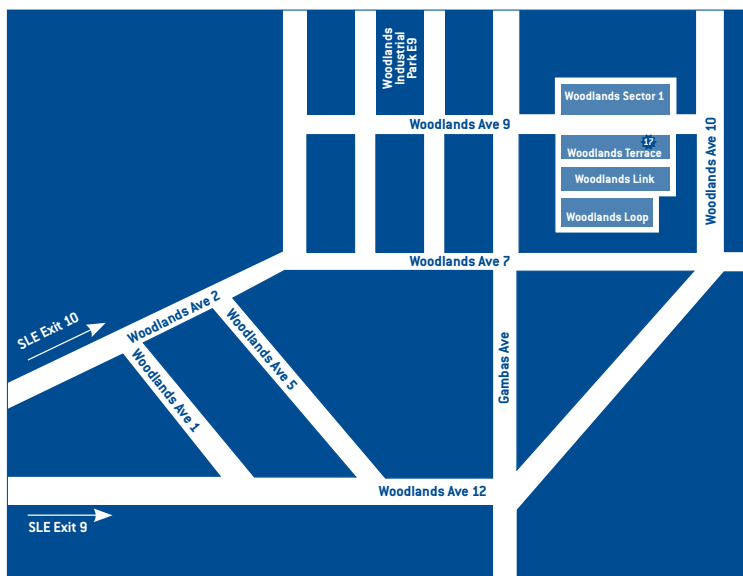 Woodlands
Industrial
Park E9
Woodlands Sector 1
Woodlands Ave 9
17
Woodlands Terrace
Woodlands Ave 10
Woodlands Link
Woodlands Loop
Woodlands Ave 7
SLE Exit 10
Woodlands Ave 2
Woodlands Ave 5
Woodlands Ave 1
Gambas Ave
Woodlands Ave 12
SLE Exit 9